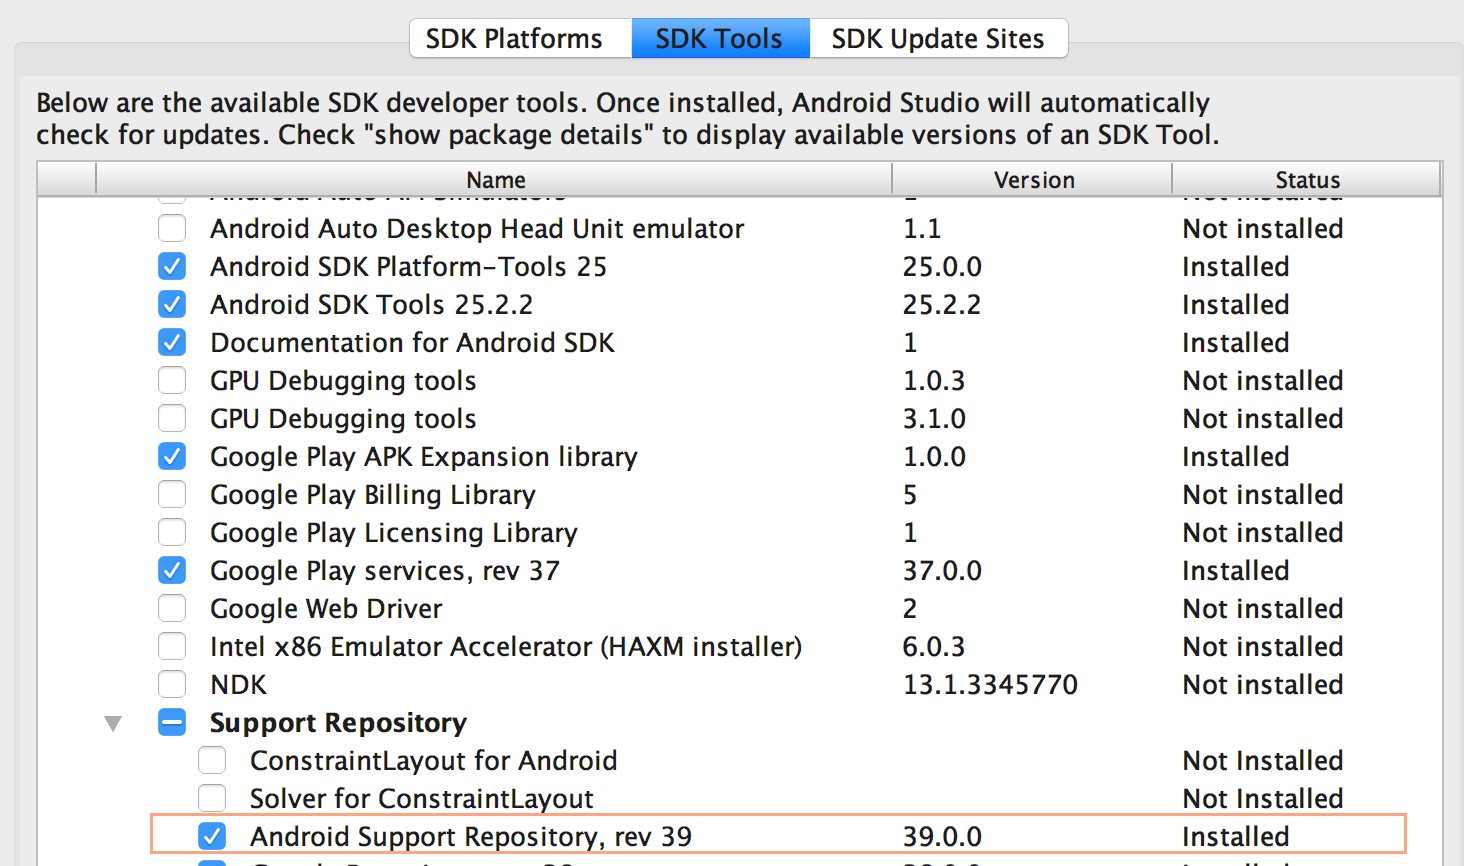 SDK Platforms SDK Tools SDK Update Sites
Below are the available SDK developer tools. Once installed, Android Studio will automatically
check for updates. Check "show package details" to display available versions of an SDK Tool.
Name Version Status
Android Auto Desktop Head Unit emulator 1.1 Not installed
Android SDK Platform-Tools 25 25.0.0 Installed
Android SDK Tools 25.2.2 25.2.2 Installed
Documentation for Android SDK 1 Installed
GPU Debugging tools 1.0.3 Not installed
GPU Debugging tools 3.1.0 Not installed
Google Play APK Expansion library 1.0.0 Installed
Google Play Billing Library 5 Not installed
Google Play Licensing Library 1 Not installed
Google Play services, rev 37 37.0.0 Installed
Google Web Driver 2 Not installed
Intel x86 Emulator Accelerator (HAXM installer) 6.0.3 Not installed
NDK 13.1.3345770 Not installed
Support Repository
ConstraintLayout for Android Not Installed
Solver for ConstraintLayout Not Installed
Android Support Repository, rev 39 39.0.0 Installed